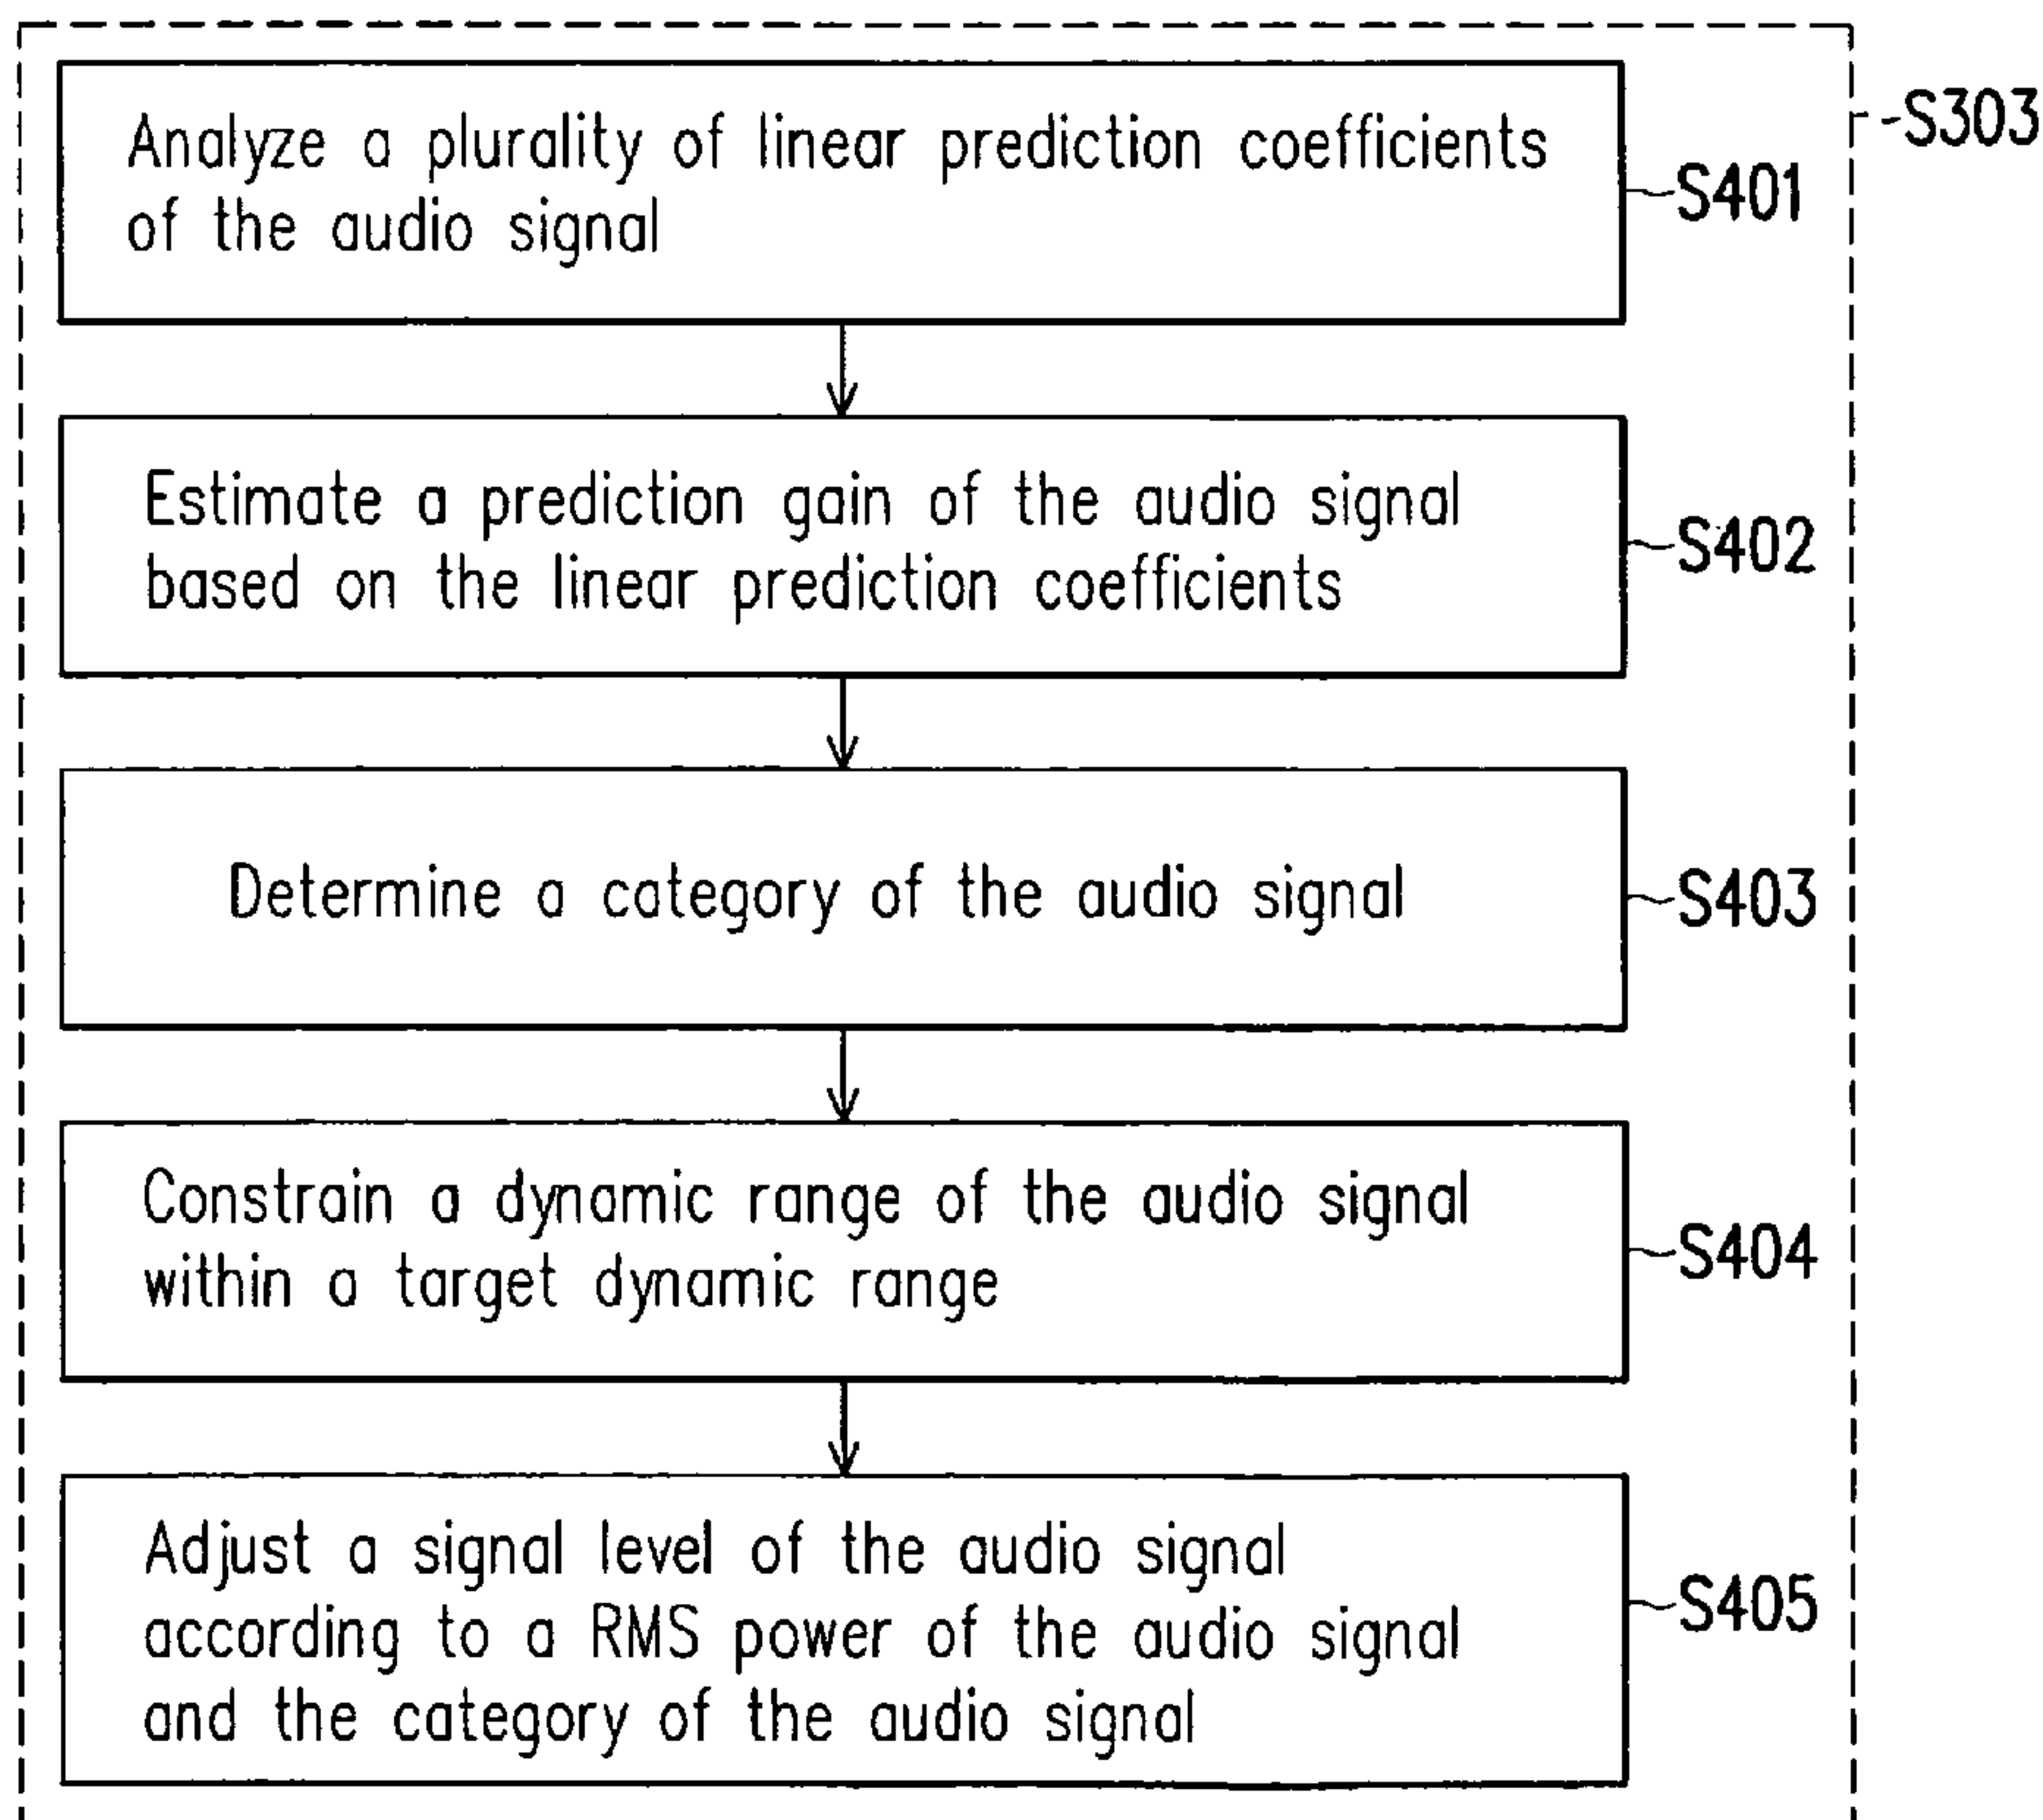 S303
Analyze a plurality of linear prediction coefficients
of the audio signal
S401
Estimate a prediction gain of the audio signal
based on the linear prediction coefficients
S402
Determine a category of the audio signal
S403
Constrain a dynamic range of the audio signal
within a target dynamic range
S404
Adjust a signal level of the audio signal
according to a RMS power of the audio signal
and the category of the audio signal
S405